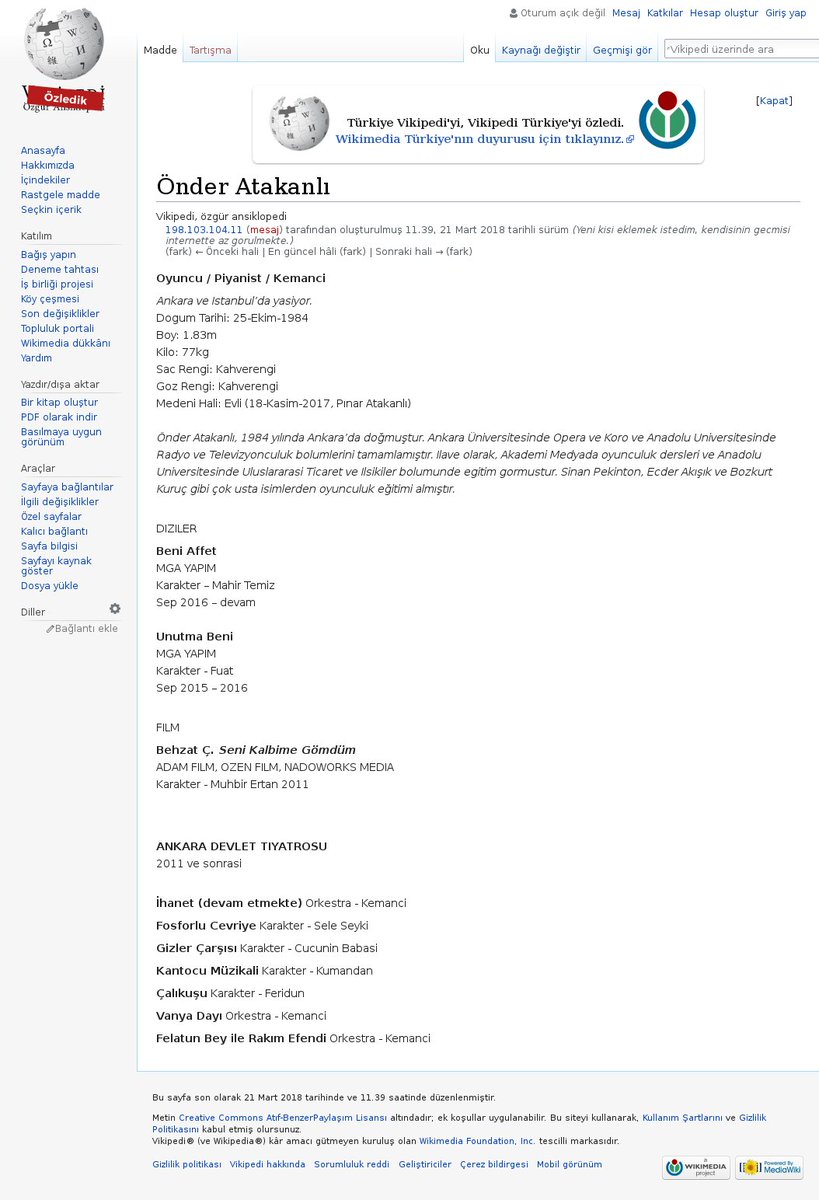 Oturum açık değil Mesaj Katkılar Hesap oluştur Giriş yap
Madde Tartışma Oku Kaynağı değiştir Geçmişi gör Vikipedi üzerinde ara
Özledik
Özgür Ansiklopedi
Anasayfa
Hakkımızda
İçindekiler
Rastgele madde
Seçkin içerik
Katılım
Bağış yapın
Deneme tahtası
İş birliği projesi
Köy çeşmesi
Son değişiklikler
Topluluk portali
Wikimedia dükkânı
Yardım
Yazdır/dışa aktar
Bir kitap oluştur
PDF olarak indir
Basılmaya uygun
görünüm
Araçlar
Sayfaya bağlantılar
İlgili değişiklikler
Özel sayfalar
Kalıcı bağlantı
Sayfa bilgisi
Sayfayı kaynak
göster
Dosya yükle
Diller
Bağlantı ekle
[Kapat]
Türkiye Vikipedi'yi, Vikipedi Türkiye'yi özledi.
Wikimedia Türkiye'nın duyurusu için tıklayınız.
Önder Atakanlı
Vikipedi, özgür ansiklopedi
198.103.104.11 (mesaj) tarafından oluşturulmuş 11.39, 21 Mart 2018 tarihli sürüm (Yeni kisi eklemek istedim, kendisinin gecmisi
internette az gorulmekte.)
(fark) ← Önceki hali | En güncel hâli (fark) | Sonraki hali → (fark)
Oyuncu / Piyanist / Kemanci
Ankara ve Istanbul’da yasiyor.
Dogum Tarihi: 25-Ekim-1984
Boy: 1.83m
Kilo: 77kg
Sac Rengi: Kahverengi
Goz Rengi: Kahverengi
Medeni Hali: Evli (18-Kasim-2017, Pınar Atakanlı)
Önder Atakanlı, 1984 yılında Ankara’da doğmuştur. Ankara Üniversitesinde Opera ve Koro ve Anadolu Universitesinde
Radyo ve Televizyonculuk bolumlerini tamamlamıştır. Ilave olarak, Akademi Medyada oyunculuk dersleri ve Anadolu
Universitesinde Uluslararasi Ticaret ve Ilsikiler bolumunde egitim gormustur. Sinan Pekinton, Ecder Akışık ve Bozkurt
Kuruç gibi çok usta isimlerden oyunculuk eğitimi almıştır.
DIZILER
Beni Affet
MGA YAPIM
Karakter – Mahir Temiz
Sep 2016 – devam
Unutma Beni
MGA YAPIM
Karakter - Fuat
Sep 2015 – 2016
FILM
Behzat Ç. Seni Kalbime Gömdüm
ADAM FILM, OZEN FILM, NADOWORKS MEDIA
Karakter - Muhbir Ertan 2011
ANKARA DEVLET TIYATROSU
2011 ve sonrasi
İhanet (devam etmekte) Orkestra - Kemanci
Fosforlu Cevriye Karakter - Sele Seyki
Gizler Çarşısı Karakter - Cucunin Babasi
Kantocu Müzikali Karakter - Kumandan
Çalıkuşu Karakter - Feridun
Vanya Dayı Orkestra - Kemanci
Felatun Bey ile Rakım Efendi Orkestra - Kemanci
Bu sayfa son olarak 21 Mart 2018 tarihinde ve 11.39 saatinde düzenlenmiştir.
Metin Creative Commons Atıf-BenzerPaylaşım Lisansı altındadır; ek koşullar uygulanabilir. Bu siteyi kullanarak, Kullanım Şartlarını ve Gizlilik
Politikasını kabul etmiş olursunuz.
Vikipedi® (ve Wikipedia®) kâr amacı gütmeyen kuruluş olan Wikimedia Foundation, Inc. tescilli markasıdır.
Gizlilik politikası Vikipedi hakkında Sorumluluk reddi Geliştiriciler Çerez bildirgesi Mobil görünüm
A WIKIMEDIA project
Powered By MediaWiki